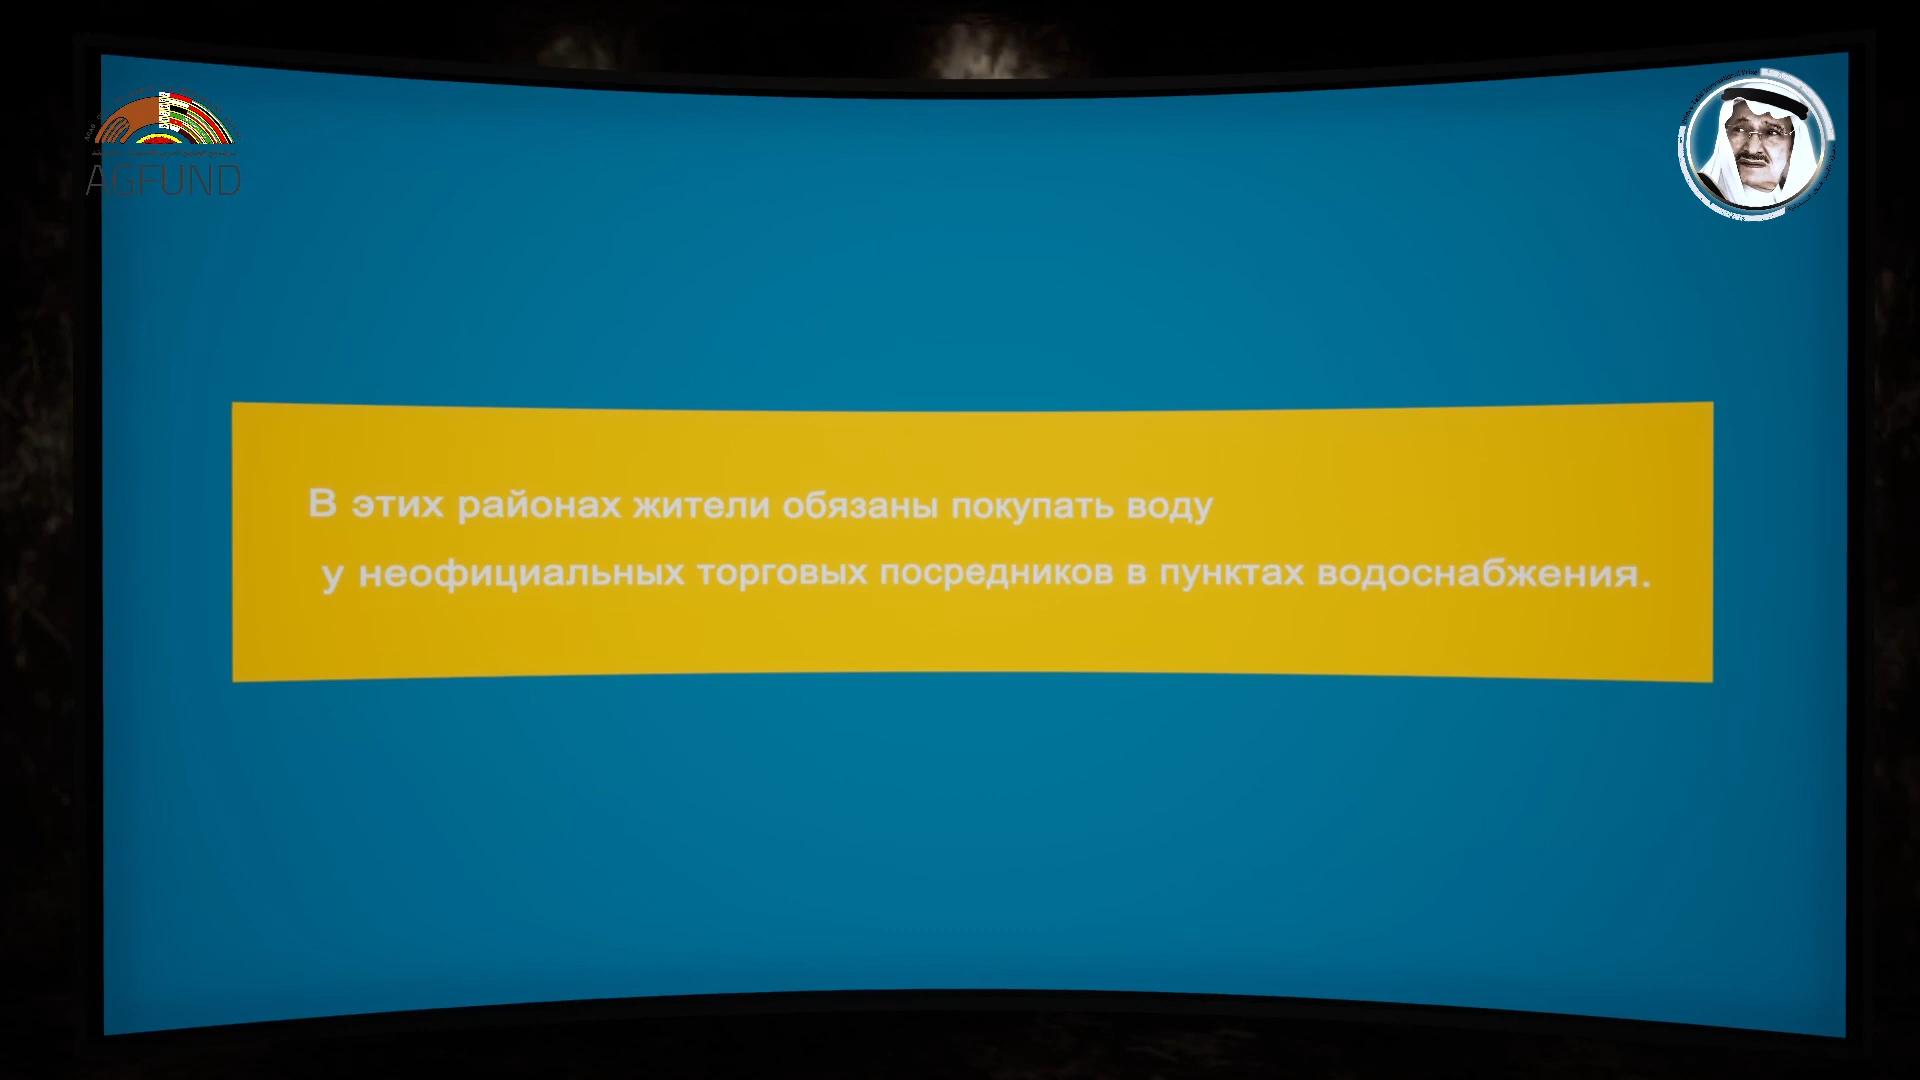 AGFUND
В этих районах жители обязаны покупать воду
у неофициальных торговых посредников в пунктах водоснабжения.